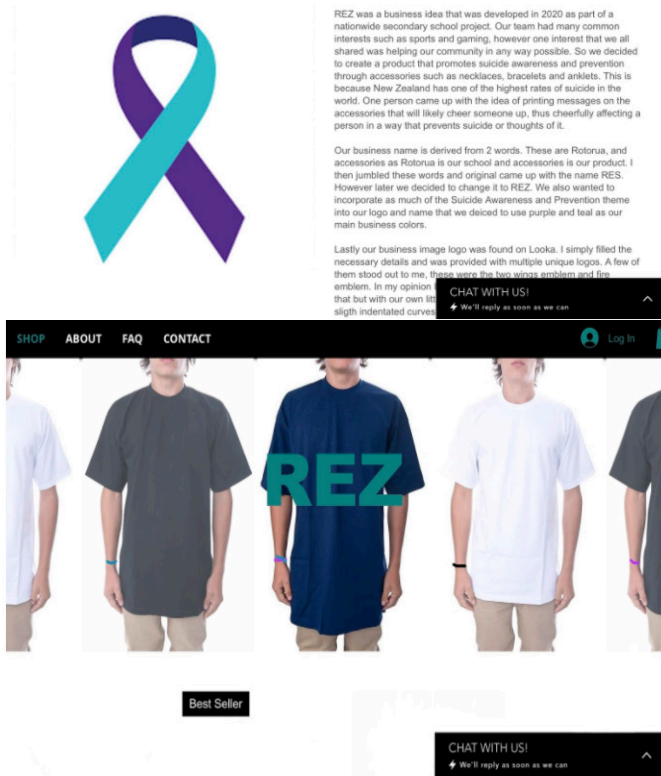 REZ was a business idea that was developed in 2020 as part of a
nationwide secondary school project. Our team had many common
interests such as sports and gaming, however one interest that we all
shared was helping our community in any way possible. So we decided
to create a product that promotes suicide awareness and prevention
through accessories such as necklaces, bracelets and anklets. This is
because New Zealand has one of the highest rates of suicide in the
world. One person came up with the idea of printing messages on the
accessories that will likely cheer someone up, thus cheerfully affecting a
person in a way that prevents suicide or thoughts of it.
Our business name is derived from 2 words. These are Rotorua, and
accessories as Rotorua is our school and accessories is our product. I
then jumbled these words and original came up with the name RES.
However later we decided to change it to REZ. We also wanted to
incorporate as much of the Suicide Awareness and Prevention theme
into our logo and name that we deiced to use purple and teal as our
main business colors.
Lastly our business image logo was found on Looka. I simply filled the
necessary details and was provided with multiple unique logos. A few of
them stood out to me, these were the two wings emblem and fire
emblem. In my opinion
that but with our own litt
sligth indentated curves
CHAT WITH US!
We'll reply as soon as we can
SHOP ABOUT FAQ CONTACT Log In
REZ
Best Seller
CHAT WITH US!
We'll reply as soon as we can